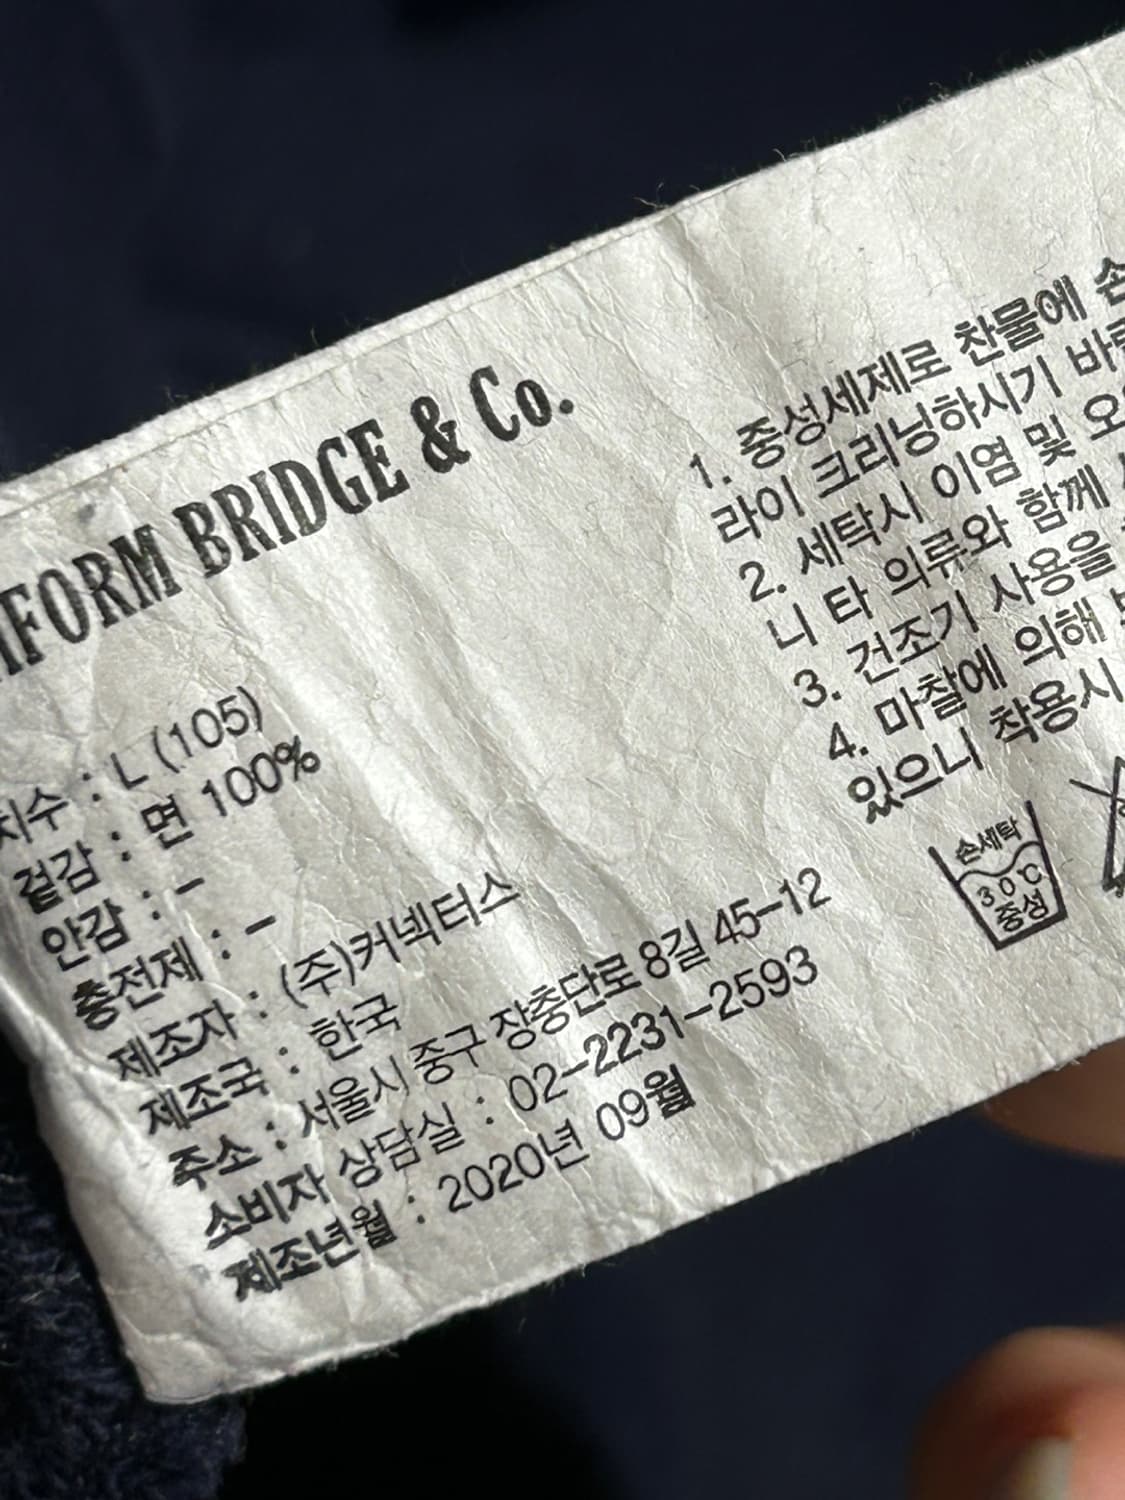 IFORM BRIDGE & Co.
치수 : L (105)
겉감 : 면 100%
안감 : -
충전제 : -
제조자 : (주)커넥터스
제조국 : 한국
주소 : 서울시 중구 장충단로 8길 45-12
소비자 상담실 : 02-2231-2593
제조년월 : 2020년 09월
1. 중성세제로 찬물에 손
라이 크리닝하시기 바
2. 세탁시 이염 및 오
니 타 의류와 함께
3. 건조기 사용을
4. 마찰에 의해
있으니 착용시
손세탁
30℃
중성